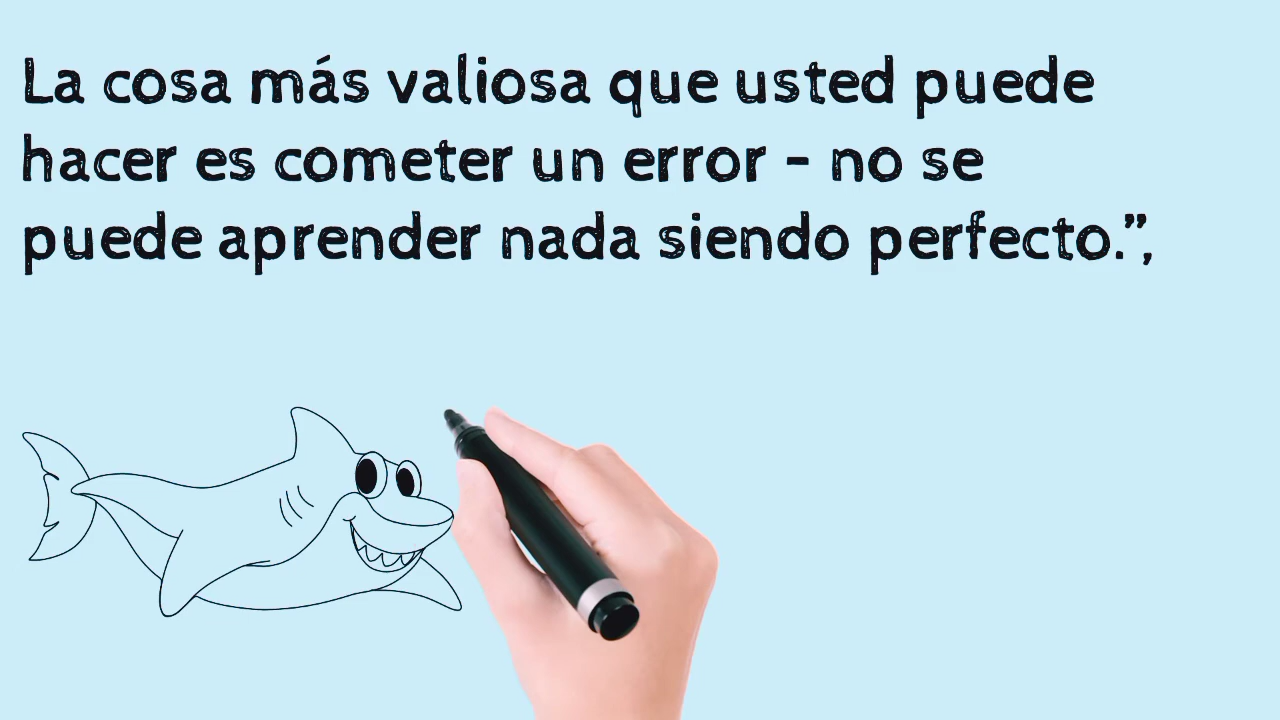 La cosa más valiosa que usted puede
hacer es cometer un error - no se
puede aprender nada siendo perfecto.”,